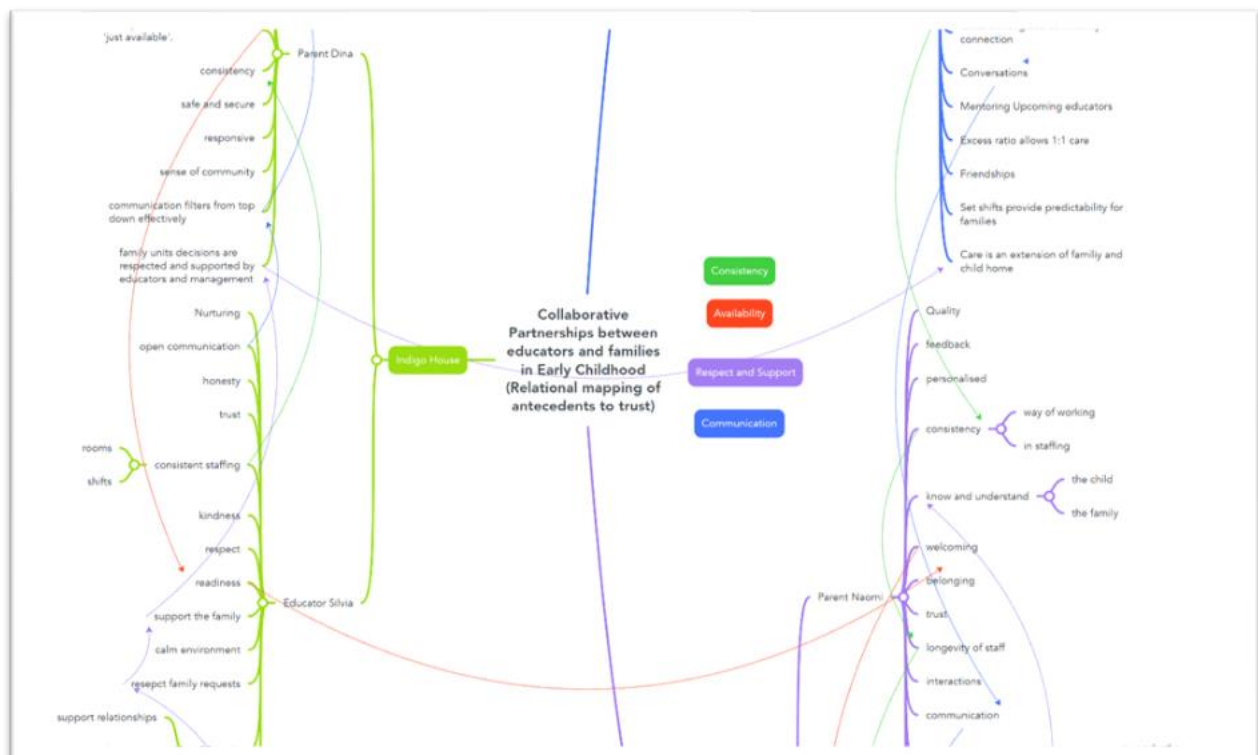 'just available'.
Parent Dina
consistency
safe and secure
responsive
sense of community
communication filters from top
down effectively
family units decisions are
respected and supported by
educators and management
Nurturing
open communication
honesty
trust
rooms
consistent staffing
shifts
kindness
respect
readiness
Educator Silvia
support the family
calm environment
resepct family requests
support relationships
Indigo House
Collaborative
Partnerships between
educators and families
in Early Childhood
(Relational mapping of
antecedents to trust)
Consistency
Availability
Respect and Support
Communication
connection
Conversations
Mentoring Upcoming educators
Excess ratio allows 1:1 care
Friendships
Set shifts provide predictability for
families
Care is an extension of familiy and
child home
Quality
feedback
personalised
consistency
way of working
in staffing
know and understand
the child
the family
welcoming
Parent Naomi
belonging
trust
longevity of staff
interactions
communication